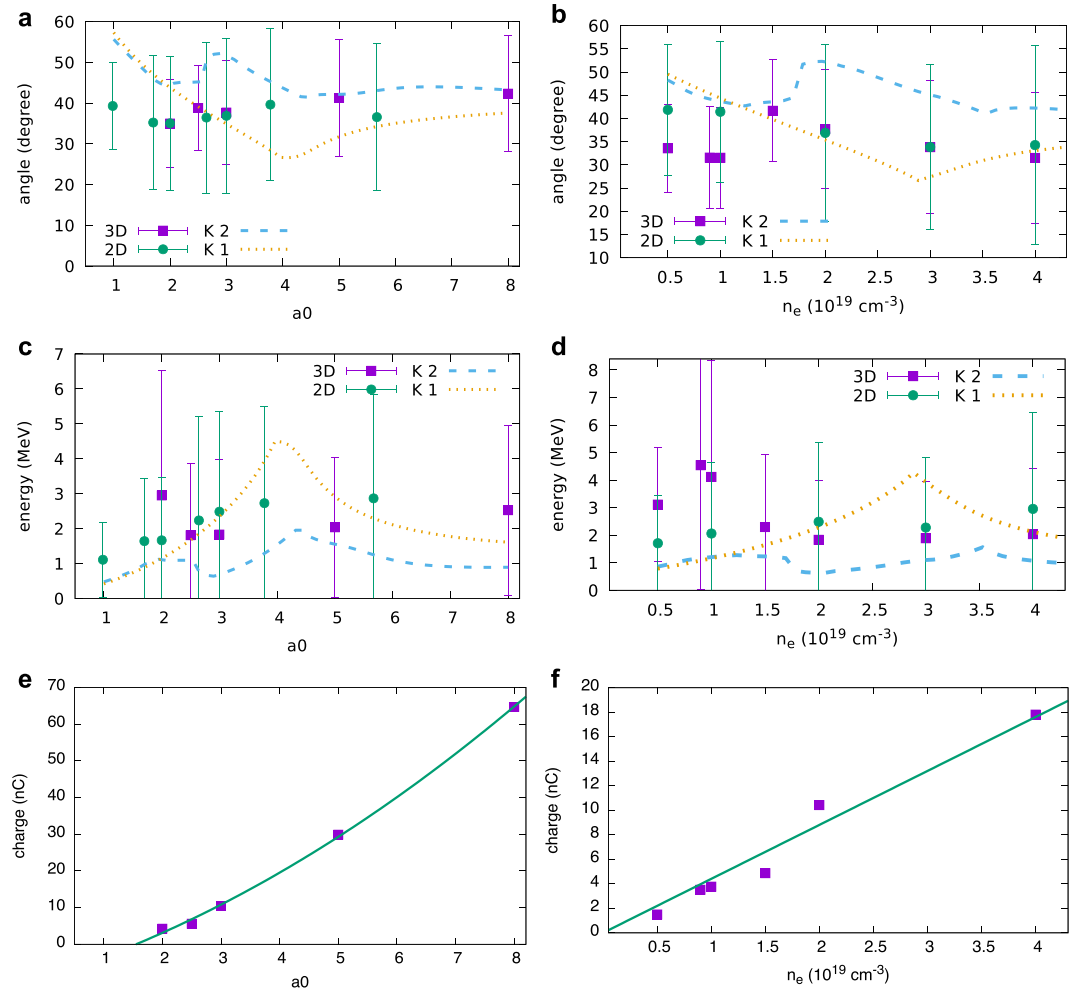 a
60
50
40
30
20
10
0
angle (degree)
3D K 2
2D K 1
1 2 3 4 5 6 7 8
a0
b
60
55
50
45
40
35
30
25
20
15
10
angle (degree)
3D K 2
2D K 1
0.5 1 1.5 2 2.5 3 3.5 4
nₑ (10¹⁹ cm⁻³)
c
7
6
5
4
3
2
1
0
energy (MeV)
3D K 2
2D K 1
1 2 3 4 5 6 7 8
a0
d
8
7
6
5
4
3
2
1
0
energy (MeV)
3D K 2
2D K 1
0.5 1 1.5 2 2.5 3 3.5 4
nₑ (10¹⁹ cm⁻³)
e
70
60
50
40
30
20
10
0
charge (nC)
1 2 3 4 5 6 7 8
a0
f
20
18
16
14
12
10
8
6
4
2
0
charge (nC)
0.5 1 1.5 2 2.5 3 3.5 4
nₑ (10¹⁹ cm⁻³)